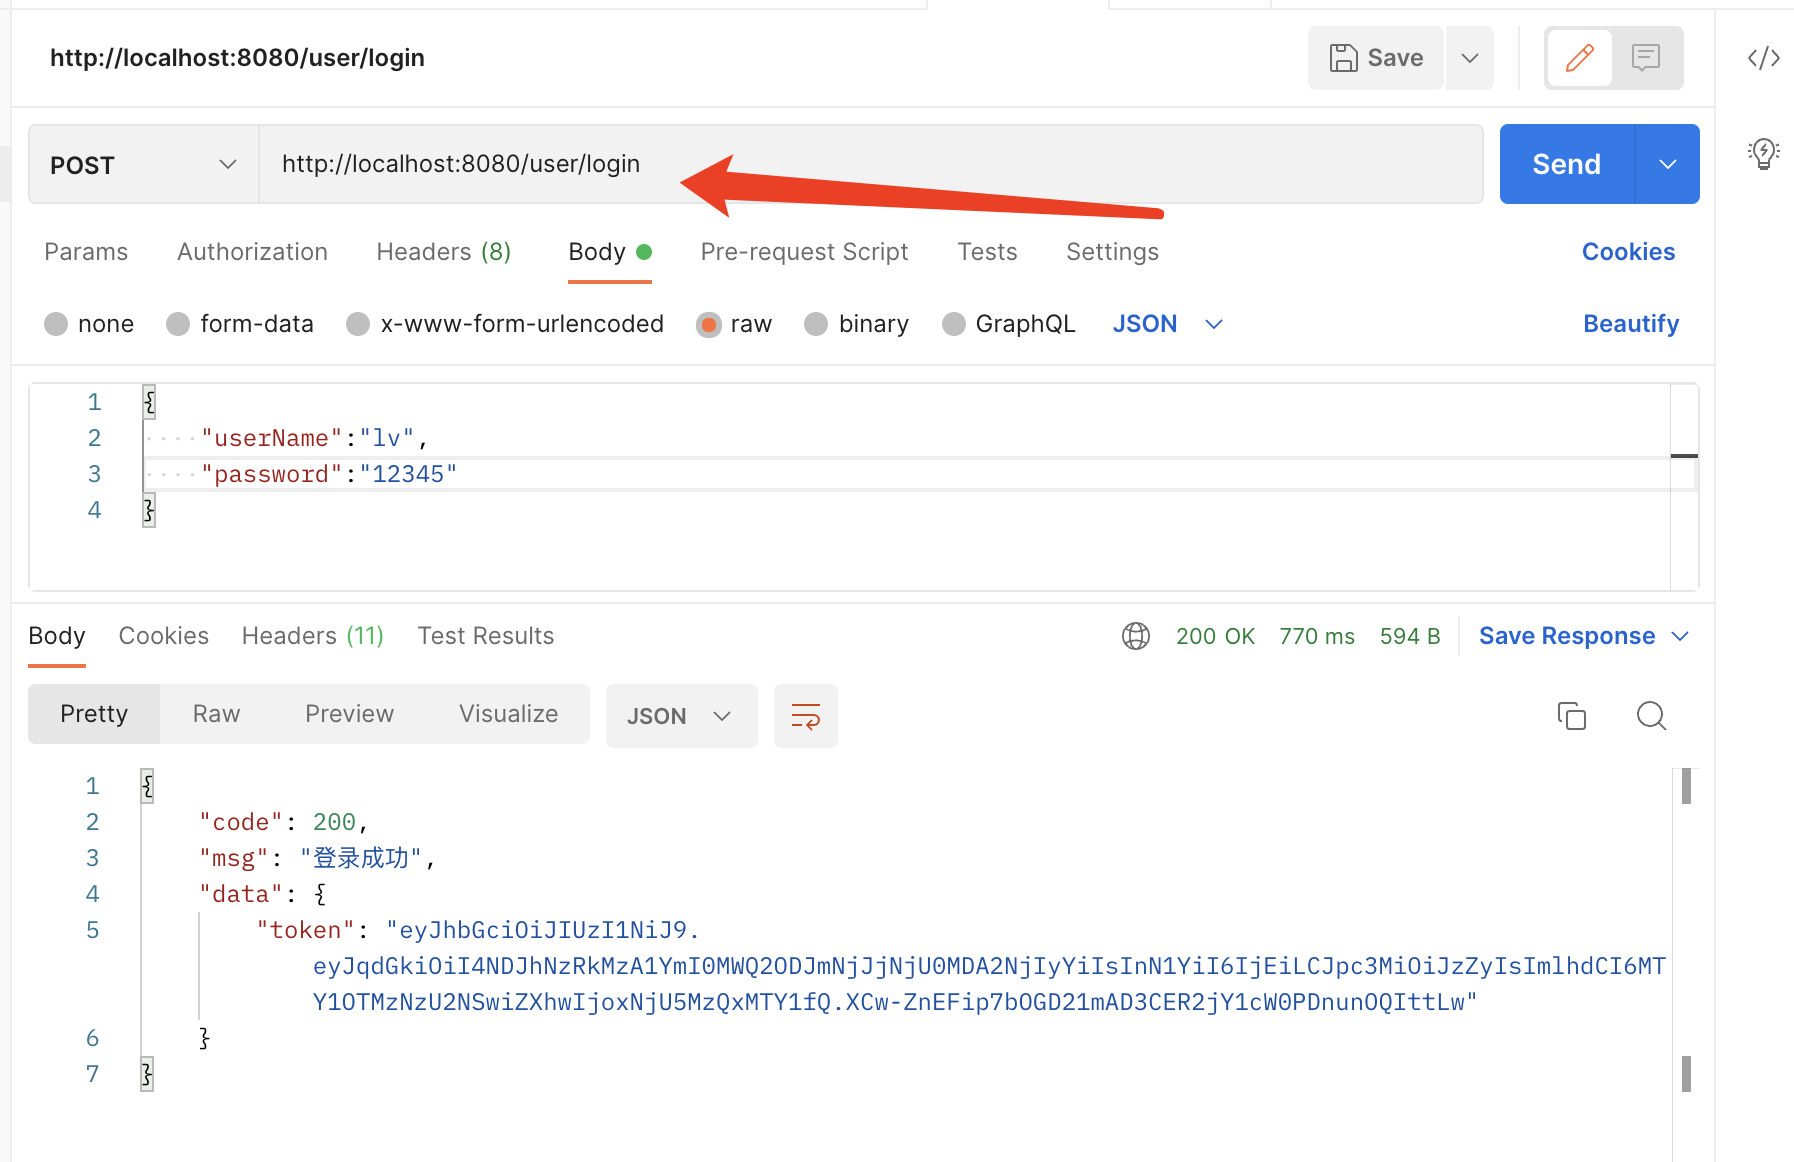 http://localhost:8080/user/login
Save
POST
http://localhost:8080/user/login
Send
Params Authorization Headers (8) Body Pre-request Script Tests Settings Cookies
none form-data x-www-form-urlencoded raw binary GraphQL JSON Beautify
1 {
2 "userName":"lv",
3 "password":"12345"
4 }
Body Cookies Headers (11) Test Results 200 OK 770 ms 594 B Save Response
Pretty Raw Preview Visualize JSON
1 {
2 "code": 200,
3 "msg": "登录成功",
4 "data": {
5 "token": "eyJhbGciOiJIUzI1NiJ9.
eyJqdGkiOiI4NDJhNzRkMzA1YmI0MWQ2ODJmNjJjNjU0MDA2NjIyYiIsInN1YiI6IjEiLCJpc3MiOiJzZyIsImlhdCI6MT
Y1OTMzNzU2NSwiZXhwIjoxNjU5MzQxMTY1fQ.XCw-ZnEFip7bOGD21mAD3CER2jY1cW0PDnunOQIttLw"
6 }
7 }